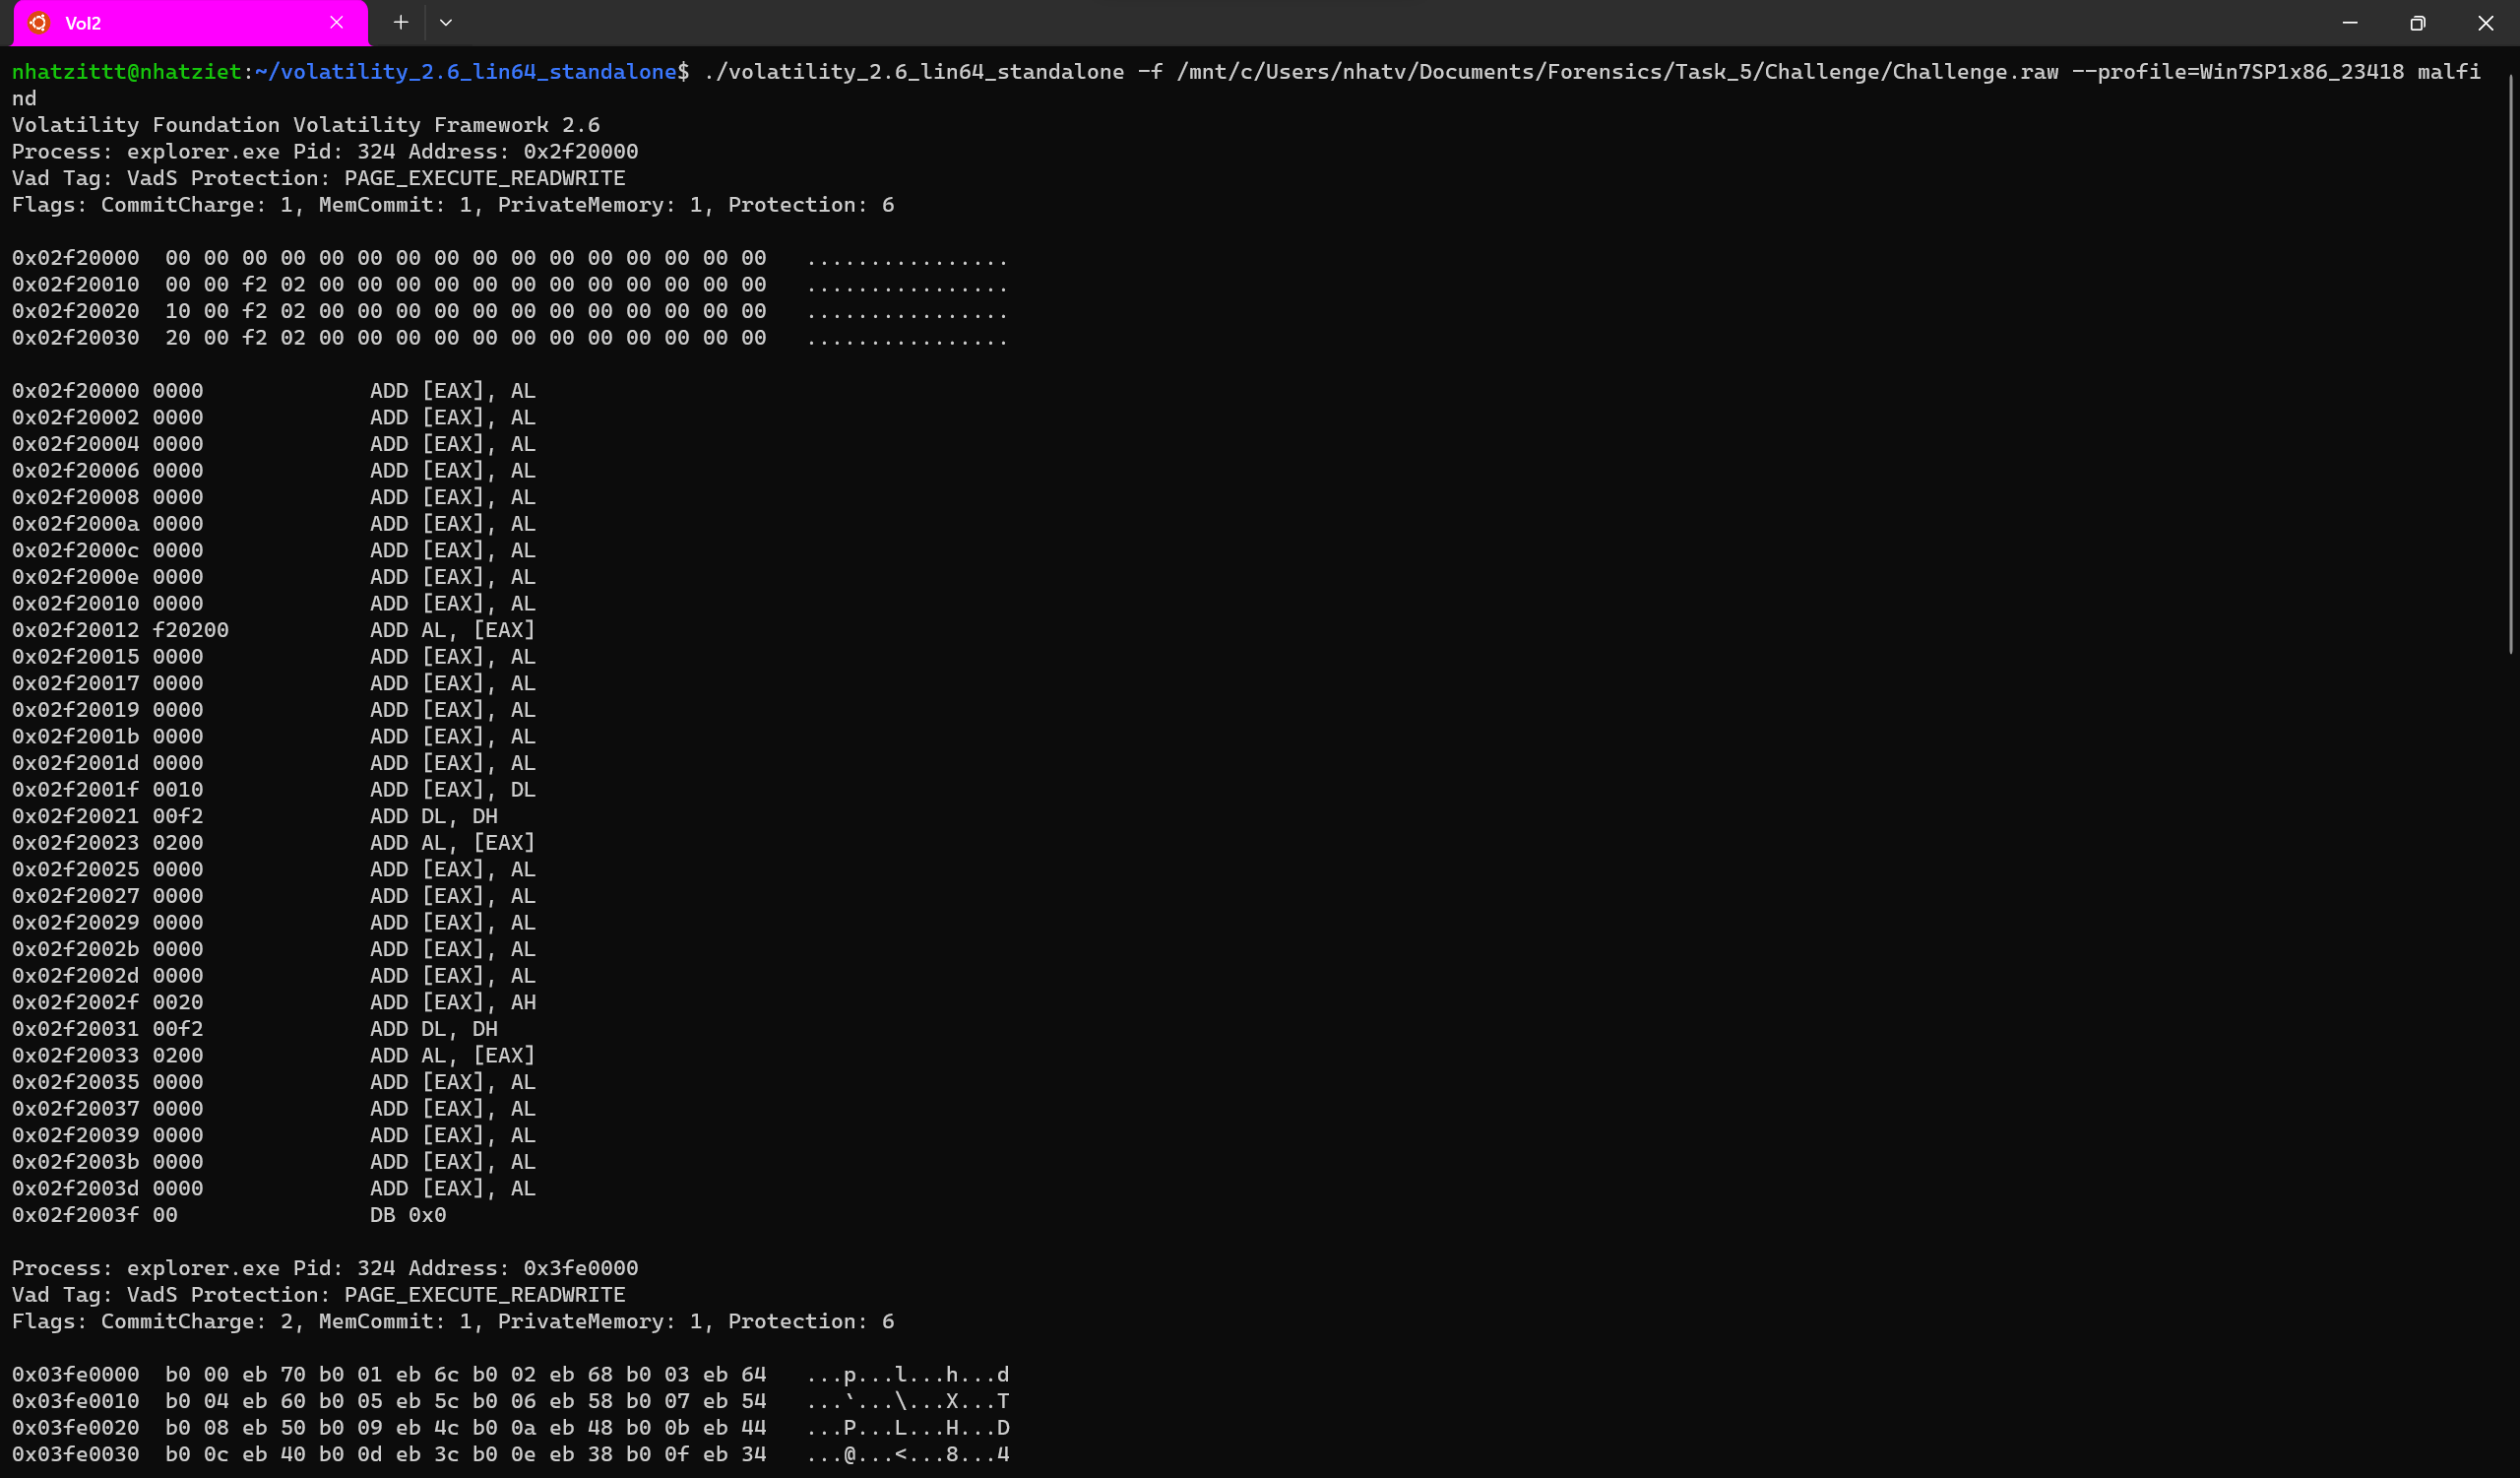 Vol2
nhatzittt@nhatziet:~/volatility_2.6_lin64_standalone$ ./volatility_2.6_lin64_standalone -f /mnt/c/Users/nhatv/Documents/Forensics/Task_5/Challenge/Challenge.raw --profile=Win7SP1x86_23418 malfi
nd
Volatility Foundation Volatility Framework 2.6
Process: explorer.exe Pid: 324 Address: 0x2f20000
Vad Tag: VadS Protection: PAGE_EXECUTE_READWRITE
Flags: CommitCharge: 1, MemCommit: 1, PrivateMemory: 1, Protection: 6
0x02f20000  00 00 00 00 00 00 00 00 00 00 00 00 00 00 00 00   ................
0x02f20010  00 00 f2 02 00 00 00 00 00 00 00 00 00 00 00 00   ................
0x02f20020  10 00 f2 02 00 00 00 00 00 00 00 00 00 00 00 00   ................
0x02f20030  20 00 f2 02 00 00 00 00 00 00 00 00 00 00 00 00   ................
0x02f20000 0000             ADD [EAX], AL
0x02f20002 0000             ADD [EAX], AL
0x02f20004 0000             ADD [EAX], AL
0x02f20006 0000             ADD [EAX], AL
0x02f20008 0000             ADD [EAX], AL
0x02f2000a 0000             ADD [EAX], AL
0x02f2000c 0000             ADD [EAX], AL
0x02f2000e 0000             ADD [EAX], AL
0x02f20010 0000             ADD [EAX], AL
0x02f20012 f20200           ADD AL, [EAX]
0x02f20015 0000             ADD [EAX], AL
0x02f20017 0000             ADD [EAX], AL
0x02f20019 0000             ADD [EAX], AL
0x02f2001b 0000             ADD [EAX], AL
0x02f2001d 0000             ADD [EAX], AL
0x02f2001f 0010             ADD [EAX], DL
0x02f20021 00f2             ADD DL, DH
0x02f20023 0200             ADD AL, [EAX]
0x02f20025 0000             ADD [EAX], AL
0x02f20027 0000             ADD [EAX], AL
0x02f20029 0000             ADD [EAX], AL
0x02f2002b 0000             ADD [EAX], AL
0x02f2002d 0000             ADD [EAX], AL
0x02f2002f 0020             ADD [EAX], AH
0x02f20031 00f2             ADD DL, DH
0x02f20033 0200             ADD AL, [EAX]
0x02f20035 0000             ADD [EAX], AL
0x02f20037 0000             ADD [EAX], AL
0x02f20039 0000             ADD [EAX], AL
0x02f2003b 0000             ADD [EAX], AL
0x02f2003d 0000             ADD [EAX], AL
0x02f2003f 00               DB 0x0
Process: explorer.exe Pid: 324 Address: 0x3fe0000
Vad Tag: VadS Protection: PAGE_EXECUTE_READWRITE
Flags: CommitCharge: 2, MemCommit: 1, PrivateMemory: 1, Protection: 6
0x03fe0000  b0 00 eb 70 b0 01 eb 6c b0 02 eb 68 b0 03 eb 64   ...p...l...h...d
0x03fe0010  b0 04 eb 60 b0 05 eb 5c b0 06 eb 58 b0 07 eb 54   ...`...\...X...T
0x03fe0020  b0 08 eb 50 b0 09 eb 4c b0 0a eb 48 b0 0b eb 44   ...P...L...H...D
0x03fe0030  b0 0c eb 40 b0 0d eb 3c b0 0e eb 38 b0 0f eb 34   ...@...<...8...4